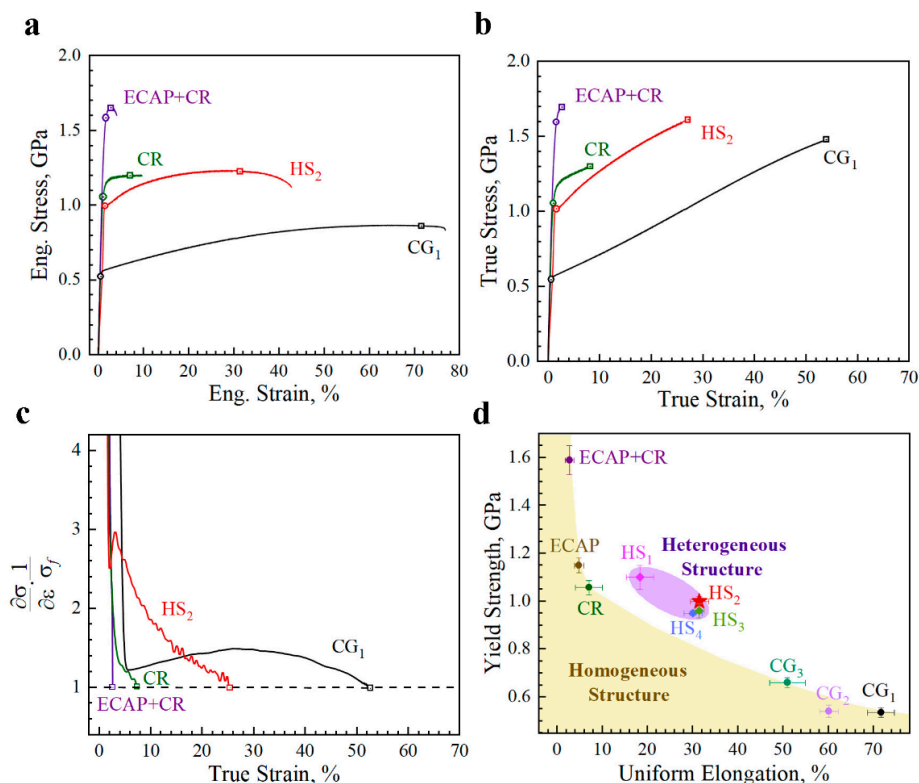 a
2.0
1.5
1.0
0.5
0.0
Eng. Stress, GPa
ECAP+CR
CR
HS₂
CG₁
0 10 20 30 40 50 60 70 80
Eng. Strain, %
b
2.0
1.5
1.0
0.5
0.0
True Stress, GPa
ECAP+CR
CR
HS₂
CG₁
0 10 20 30 40 50 60 70
True Strain, %
c
4
3
2
1
∂σ/∂ε · 1/σf
HS₂
CG₁
CR
ECAP+CR
0 10 20 30 40 50 60 70
True Strain, %
d
1.6
1.4
1.2
1.0
0.8
0.6
Yield Strength, GPa
ECAP+CR
ECAP
HS₁
Heterogeneous
Structure
CR
HS₂
HS₃
HS₄
Homogeneous
Structure
CG₃
CG₂
CG₁
0 10 20 30 40 50 60 70
Uniform Elongation, %